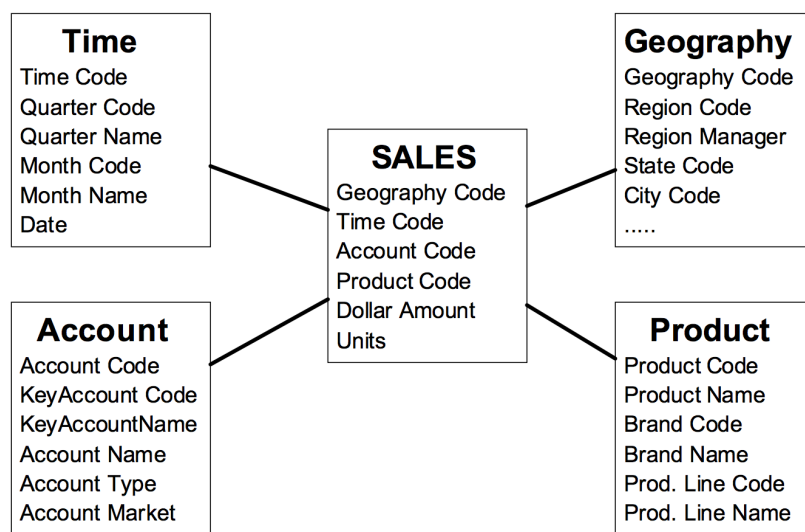 Time
Time Code
Quarter Code
Quarter Name
Month Code
Month Name
Date
Geography
Geography Code
Region Code
Region Manager
State Code
City Code
.....
SALES
Geography Code
Time Code
Account Code
Product Code
Dollar Amount
Units
Account
Account Code
KeyAccount Code
KeyAccountName
Account Name
Account Type
Account Market
Product
Product Code
Product Name
Brand Code
Brand Name
Prod. Line Code
Prod. Line Name